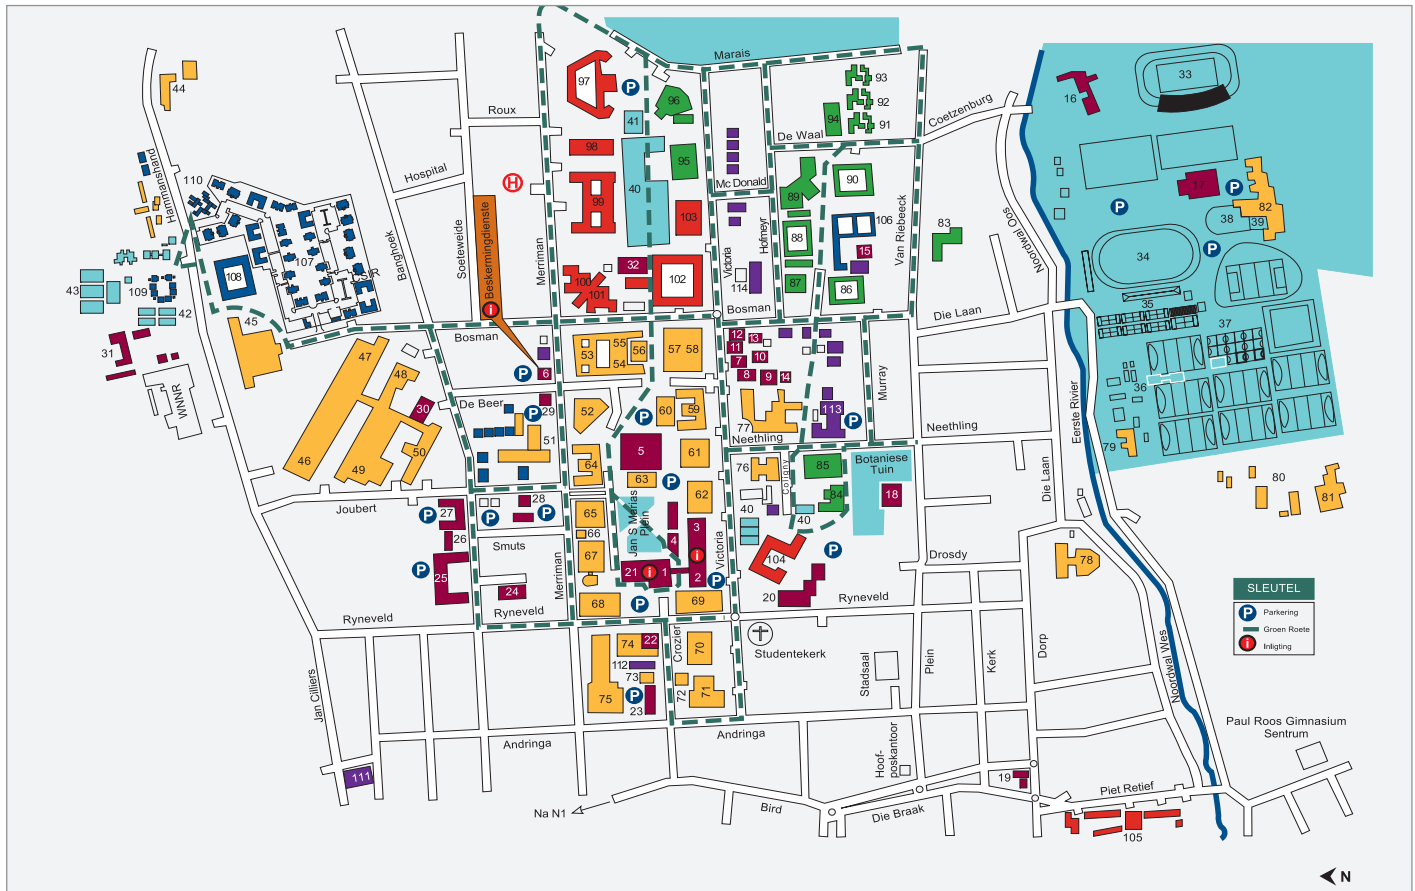 Marais
33
97
P
93
44
96
92
16
94
91
Roux
41
Coetzenburg
De Waal
98
95
Hammanshand
Hospital
H
Mc Donald
90
17
P
110
40
89
P
82
99
Beskermingdienste
103
106
Van Riebeeck
83
38
39
Banghoek
Soeteweide
Merriman
Victoria
Hofmeyr
88
15
Noordwal Oos
P
34
107
32
CSIR
108
43
109
100
101
102
114
87
86
35
42
i
Bosman
Die Laan
45
37
31
Bosman
53
55
56
54
57
58
12
13
11
7
10
8
9
14
47
48
P
6
36
WNNR
De Beer
29
P
52
P
60
59
77
113
P
Murray
30
51
5
Neethling
Neethling
Eerste Rivier
79
46
49
50
64
61
76
Coligny
85
Botaniese
Tuin
Die Laan
80
81
63
P
84
18
Joubert
27
P
28
P
P
65
Jan S Marais
Plein
62
40
40
26
66
3
Smuts
4
67
P
25
21
i
1
i
2
P
104
P
Drosdy
78
Merriman
Victoria
24
68
P
69
20
Ryneveld
Ryneveld
Ryneveld
SLEUTEL
P
Parkering
Groen Roete
i
Inligting
74
22
Crozier
70
Studentekerk
Stadsaal
Plein
Kerk
Dorp
Noordwal Wes
112
73
75
P
23
72
71
Jan Cilliers
Andringa
Andringa
Hoof-
poskantoor
Paul Roos Gimnasium
Sentrum
111
19
Piet Retief
Na N1
Bird
Die Braak
105
N